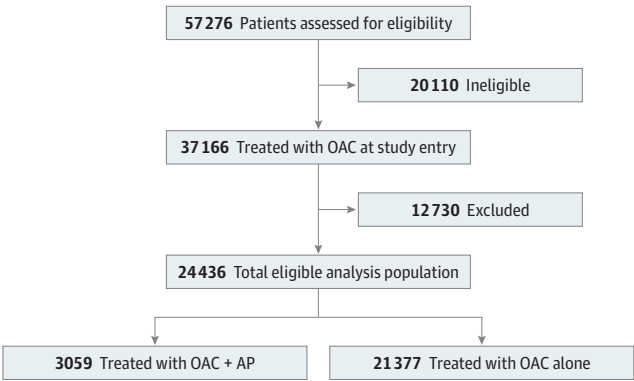 57276 Patients assessed for eligibility
20110 Ineligible
37166 Treated with OAC at study entry
12730 Excluded
24436 Total eligible analysis population
3059 Treated with OAC + AP
21377 Treated with OAC alone